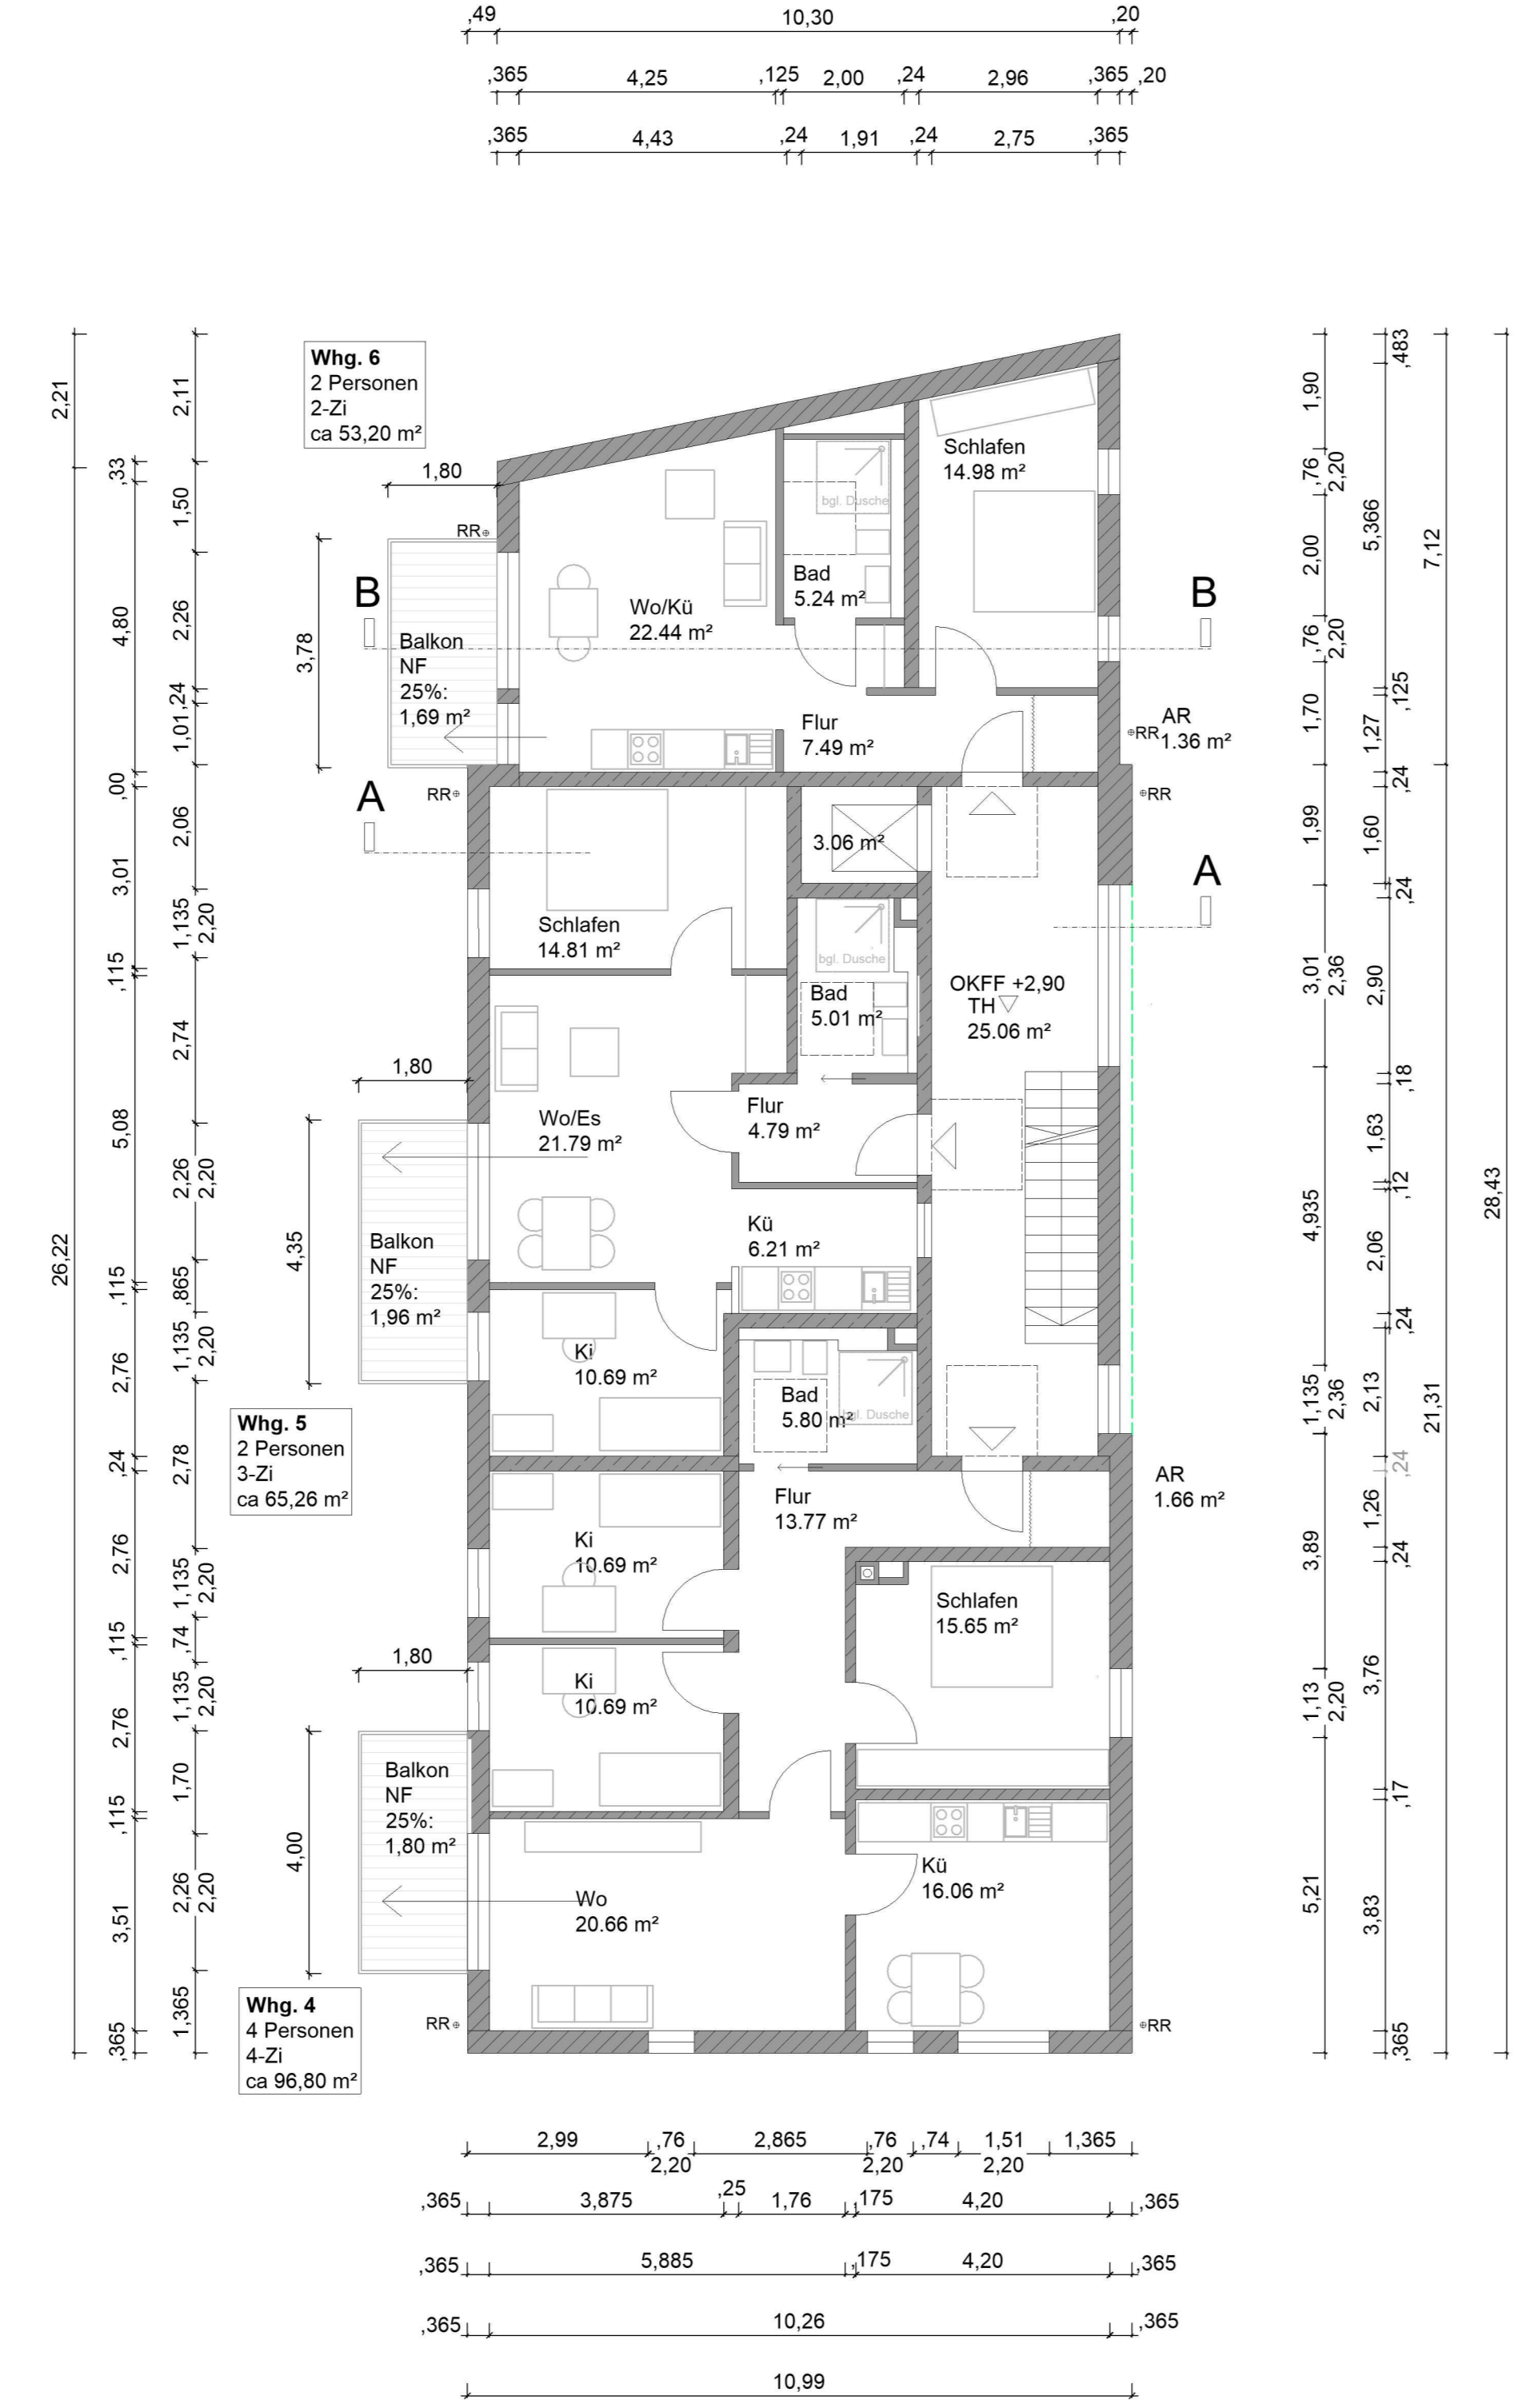 ,49 10,30 ,20
,365 4,25 ,125 2,00 ,24 2,96 ,365 ,20
,365 4,43 ,24 1,91 ,24 2,75 ,365
Whg. 6
2 Personen
2-Zi
ca 53,20 m²
1,80
RR
3,78
Balkon
NF
25%:
1,69 m²
B
B
Wo/Kü
22.44 m²
bgl. Dusche
Bad
5.24 m²
Schlafen
14.98 m²
Flur
7.49 m²
AR
1.36 m²
RR
A
RR
RR
3.06 m²
A
Schlafen
14.81 m²
bgl. Dusche
Bad
5.01 m²
OKFF +2,90
TH
25.06 m²
1,80
Wo/Es
21.79 m²
Flur
4.79 m²
4,35
Balkon
NF
25%:
1,96 m²
Kü
6.21 m²
Ki
10.69 m²
Bad
5.80 m²
bgl. Dusche
Whg. 5
2 Personen
3-Zi
ca 65,26 m²
Flur
13.77 m²
AR
1.66 m²
Ki
10.69 m²
Schlafen
15.65 m²
1,80
Ki
10.69 m²
4,00
Balkon
NF
25%:
1,80 m²
Wo
20.66 m²
Kü
16.06 m²
Whg. 4
4 Personen
4-Zi
ca 96,80 m²
RR
RR
2,21
26,22
,33
4,80
,00
3,01
,115
5,08
,115
2,76
,24
2,76
,115
2,76
,115
3,51
,365
2,11
1,50
2,26
,24
1,01
2,06
1,135
2,20
2,74
2,26
2,20
,865
1,135
2,20
2,78
1,135
2,20
,74
1,135
2,20
1,70
2,26
2,20
1,365
1,90
,76
2,20
2,00
,76
2,20
1,70
1,99
3,01
2,36
4,935
1,135
2,36
3,89
1,13
2,20
5,21
,483
5,366
,125
1,27
,24
1,60
,24
2,90
,18
1,63
,12
2,06
,24
2,13
,24
1,26
,24
3,76
,17
3,83
,365
7,12
21,31
28,43
2,99 ,76 2,865 ,76 ,74 1,51 1,365
2,20 2,20 2,20
,365 3,875 ,25 1,76 ,175 4,20 ,365
,365 5,885 ,175 4,20 ,365
,365 10,26 ,365
10,99